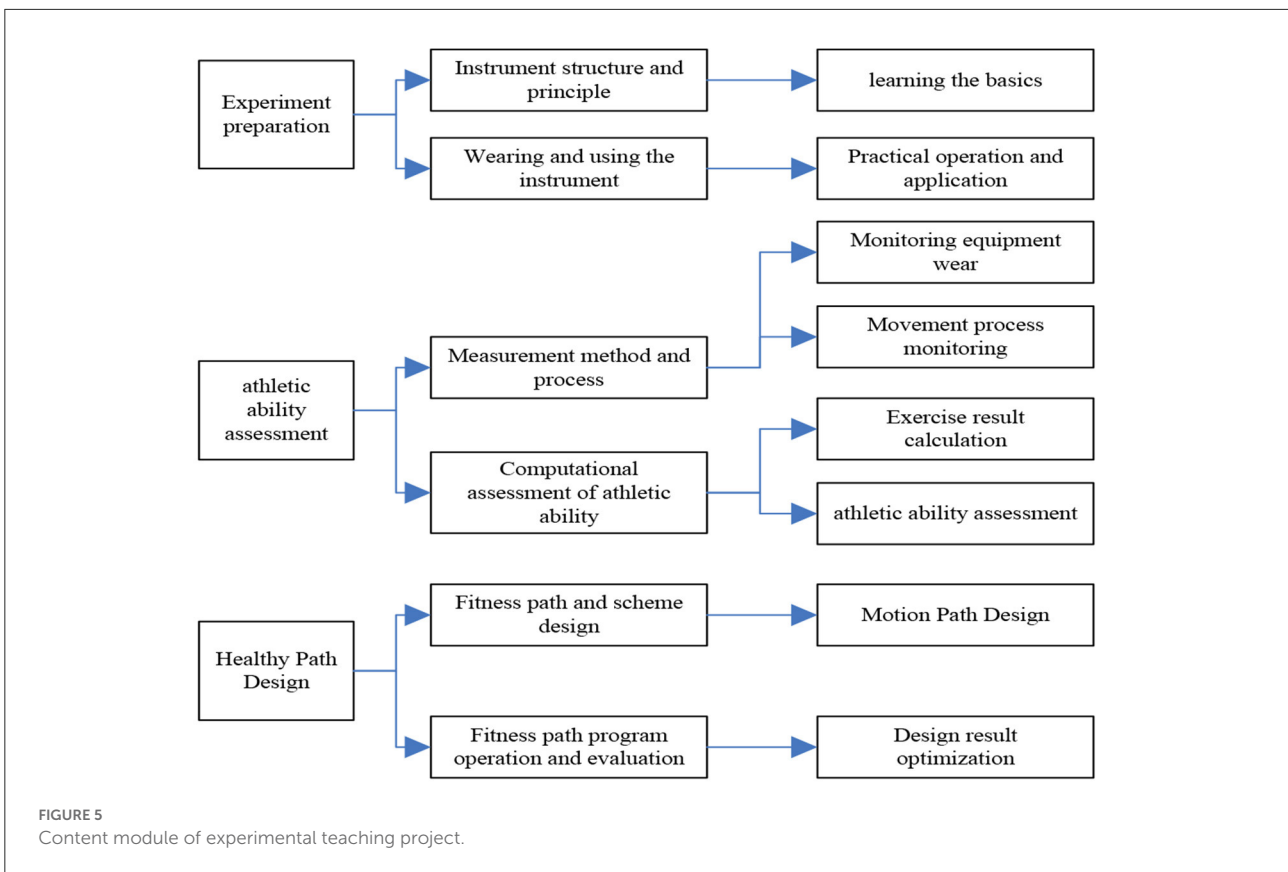 Experiment
preparation
Instrument structure and
principle
learning the basics
Wearing and using the
instrument
Practical operation and
application
athletic
ability
assessment
Measurement method and
process
Monitoring equipment
wear
Movement process
monitoring
Computational
assessment of athletic
ability
Exercise result
calculation
athletic ability assessment
Healthy Path
Design
Fitness path and scheme
design
Motion Path Design
Fitness path program
operation and evaluation
Design result
optimization
FIGURE 5
Content module of experimental teaching project.